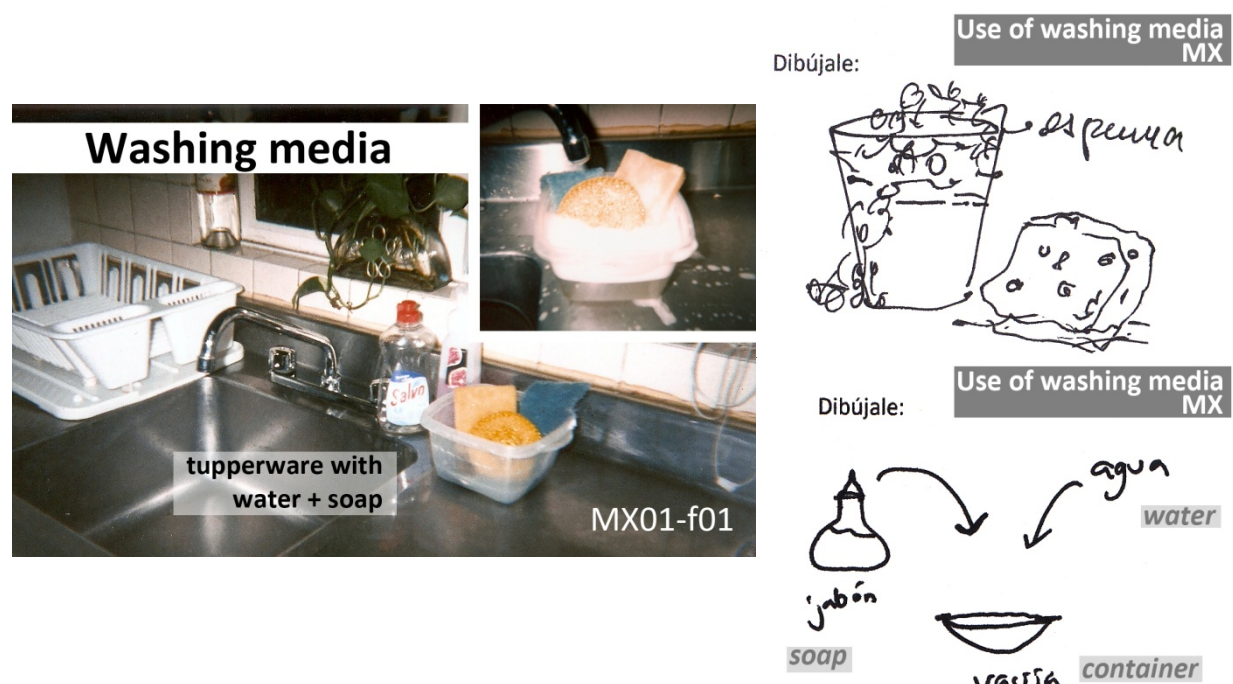 Washing media
Salvo
tupperware with
water + soap
MX01-f01
Use of washing media
MX
Dibújale:
espuma
Use of washing media
MX
Dibújale:
agua
water
jabón
soap
container